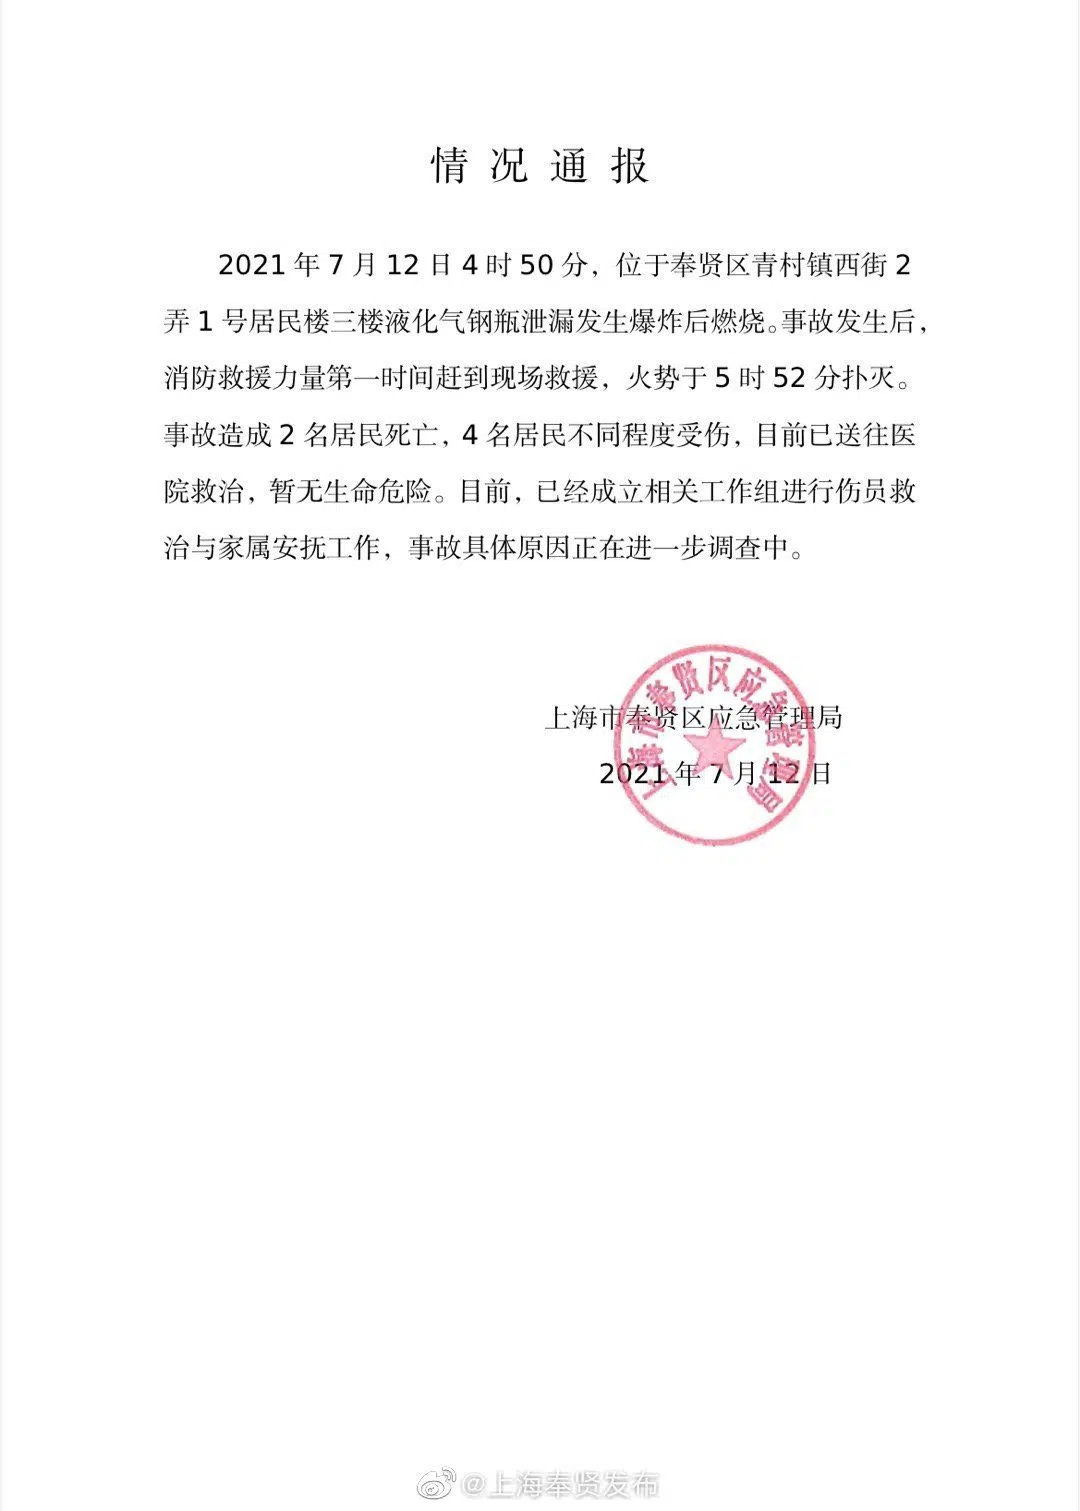 情况通报
2021年7月12日4时50分，位于奉贤区青村镇西街2
弄1号居民楼三楼液化气钢瓶泄漏发生爆炸后燃烧。事故发生后，
消防救援力量第一时间赶到现场救援，火势于5时52分扑灭。
事故造成2名居民死亡，4名居民不同程度受伤，目前已送往医
院救治，暂无生命危险。目前，已经成立相关工作组进行伤员救
治与家属安抚工作，事故具体原因正在进一步调查中。
上海市奉贤区应急管理局
2021年7月12日
上海市奉贤区应急管理局
@上海奉贤发布